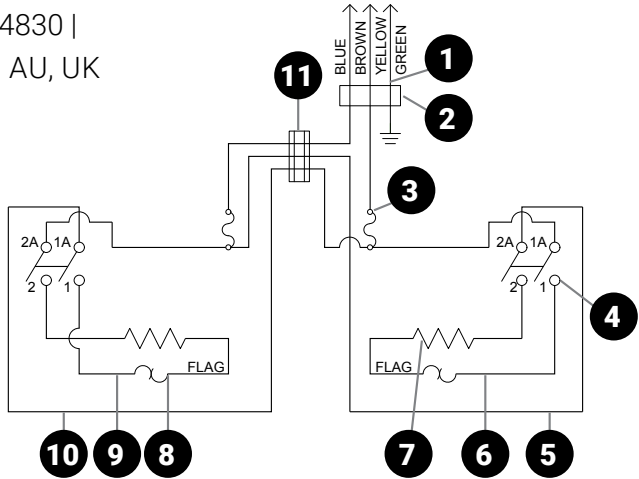 4830 |
AU, UK
BLUE
BROWN
YELLOW
GREEN
1
2
11
3
2A 1A
2 1
2A 1A
2 1
4
FLAG
FLAG
10
9
8
7
6
5